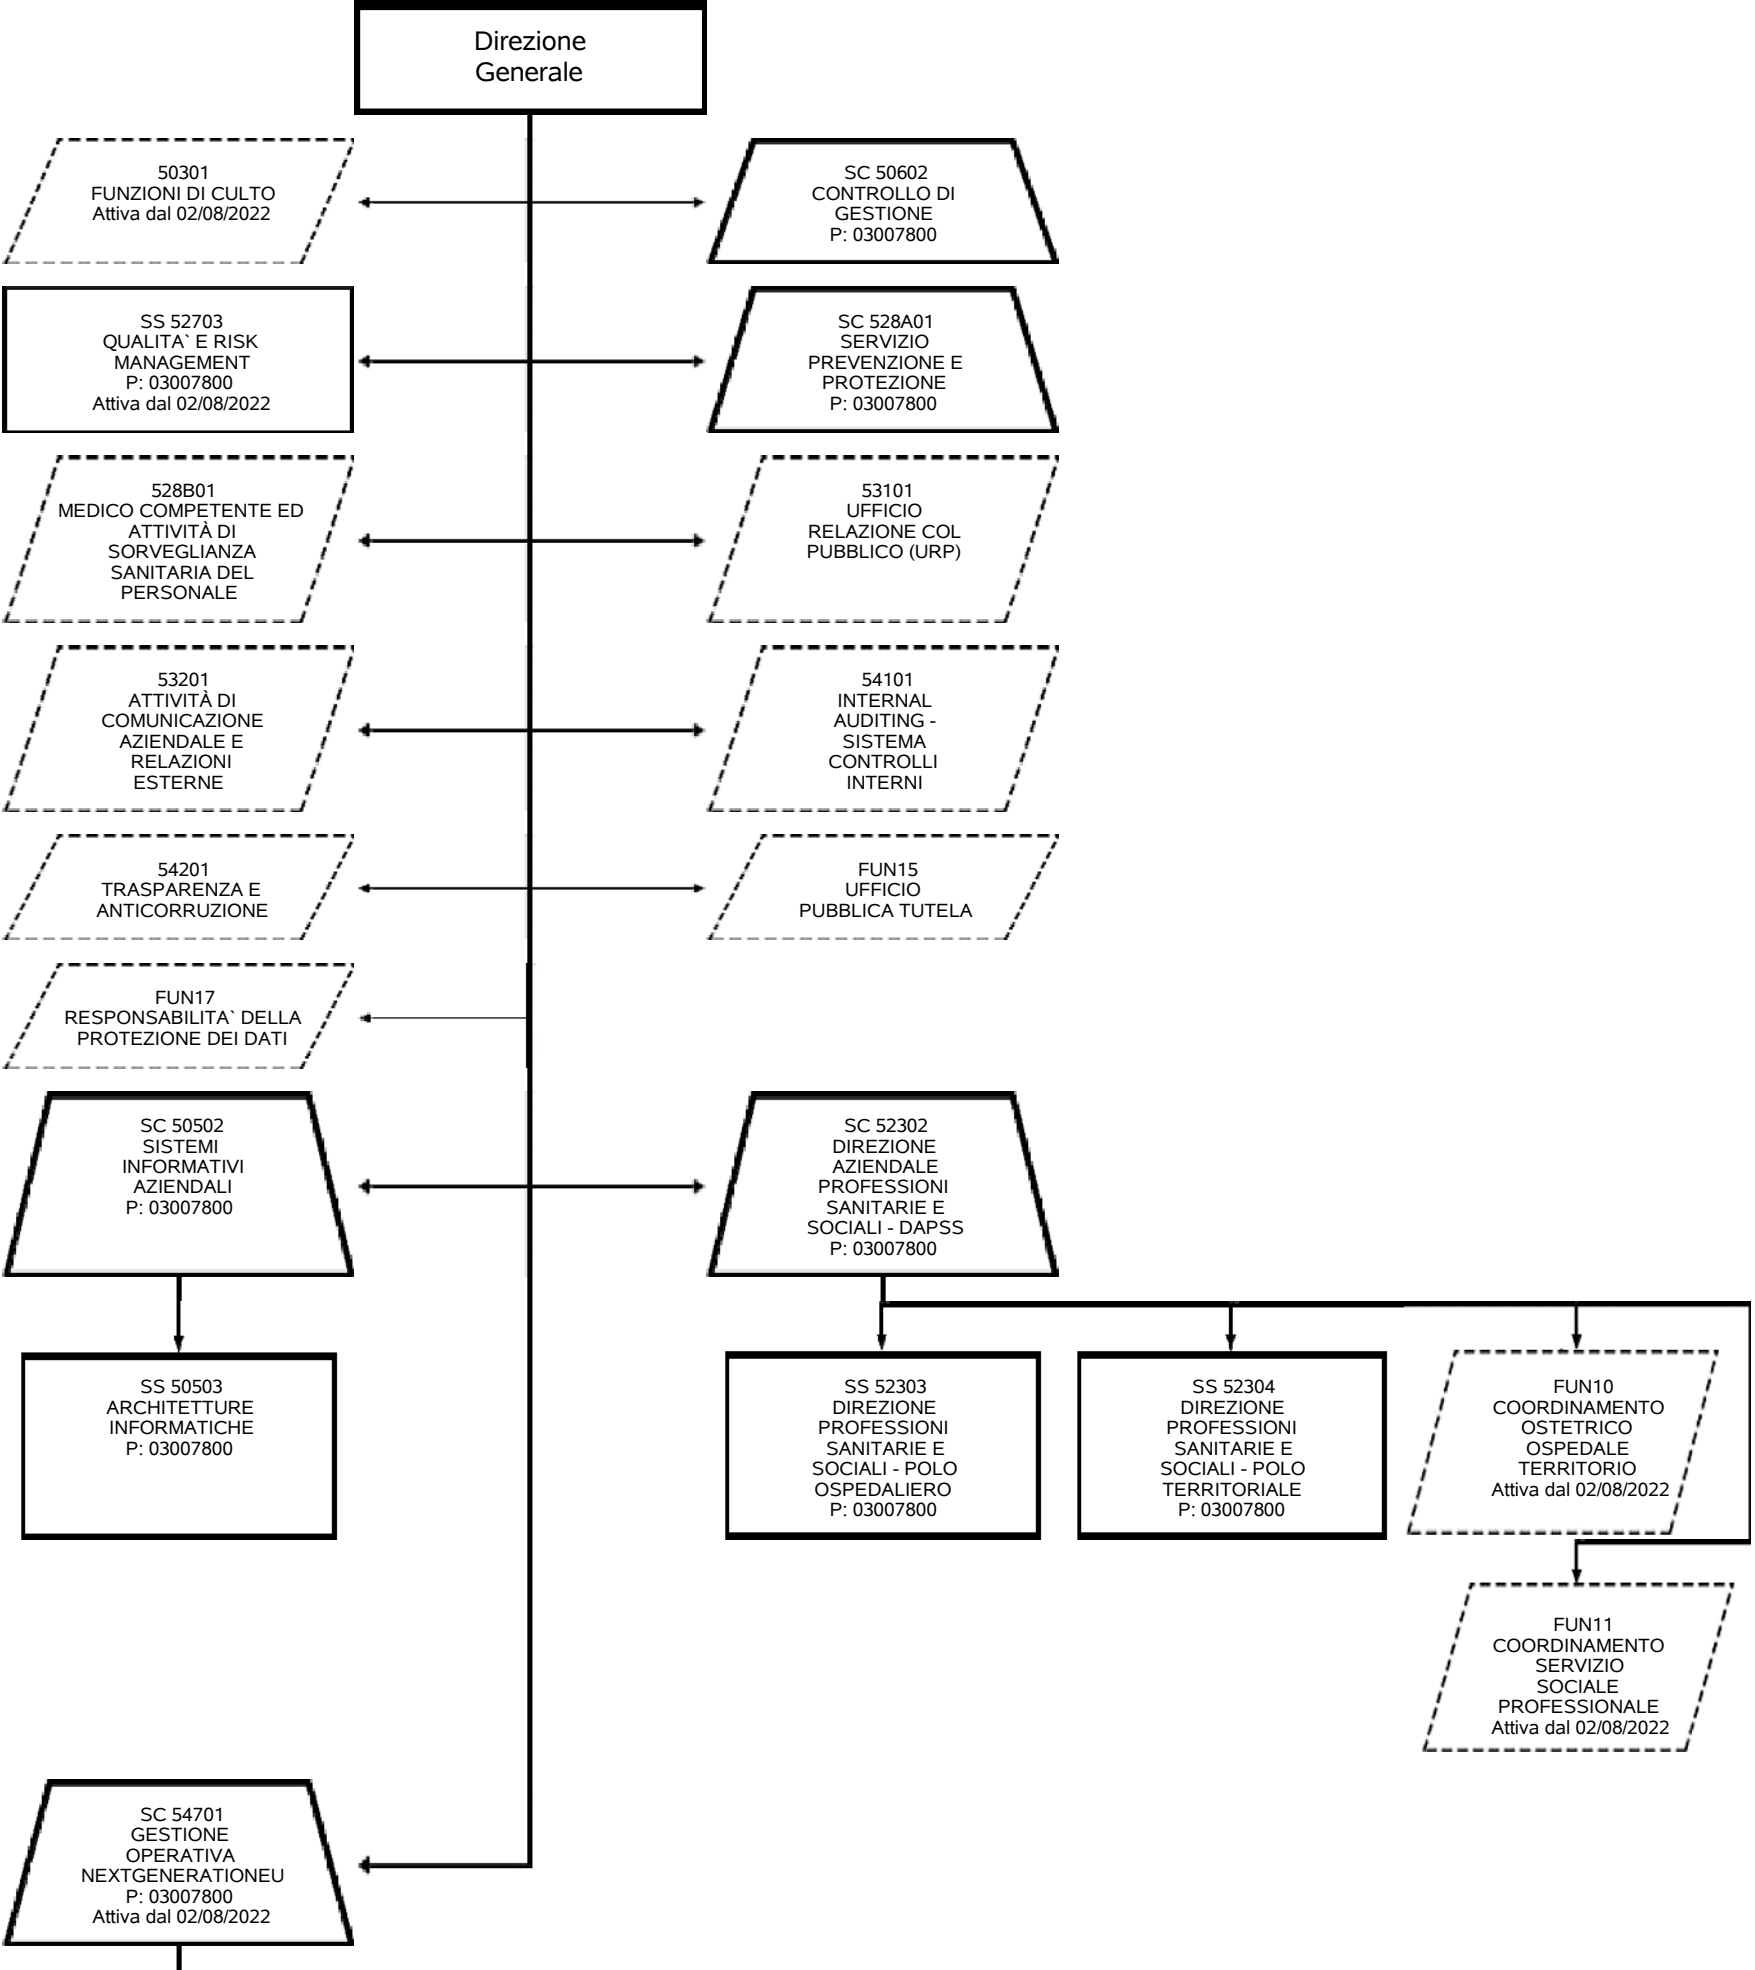 Direzione
Generale
50301
FUNZIONI DI CULTO
Attiva dal 02/08/2022
SC 50602
CONTROLLO DI
GESTIONE
P: 03007800
SS 52703
QUALITA` E RISK
MANAGEMENT
P: 03007800
Attiva dal 02/08/2022
SC 528A01
SERVIZIO
PREVENZIONE E
PROTEZIONE
P: 03007800
528B01
MEDICO COMPETENTE ED
ATTIVITÀ DI
SORVEGLIANZA
SANITARIA DEL
PERSONALE
53101
UFFICIO
RELAZIONE COL
PUBBLICO (URP)
53201
ATTIVITÀ DI
COMUNICAZIONE
AZIENDALE E
RELAZIONI
ESTERNE
54101
INTERNAL
AUDITING -
SISTEMA
CONTROLLI
INTERNI
54201
TRASPARENZA E
ANTICORRUZIONE
FUN15
UFFICIO
PUBBLICA TUTELA
FUN17
RESPONSABILITA` DELLA
PROTEZIONE DEI DATI
SC 50502
SISTEMI
INFORMATIVI
AZIENDALI
P: 03007800
SC 52302
DIREZIONE
AZIENDALE
PROFESSIONI
SANITARIE E
SOCIALI - DAPSS
P: 03007800
SS 50503
ARCHITETTURE
INFORMATICHE
P: 03007800
SS 52303
DIREZIONE
PROFESSIONI
SANITARIE E
SOCIALI - POLO
OSPEDALIERO
P: 03007800
SS 52304
DIREZIONE
PROFESSIONI
SANITARIE E
SOCIALI - POLO
TERRITORIALE
P: 03007800
FUN10
COORDINAMENTO
OSTETRICO
OSPEDALE
TERRITORIO
Attiva dal 02/08/2022
FUN11
COORDINAMENTO
SERVIZIO
SOCIALE
PROFESSIONALE
Attiva dal 02/08/2022
SC 54701
GESTIONE
OPERATIVA
NEXTGENERATIONEU
P: 03007800
Attiva dal 02/08/2022